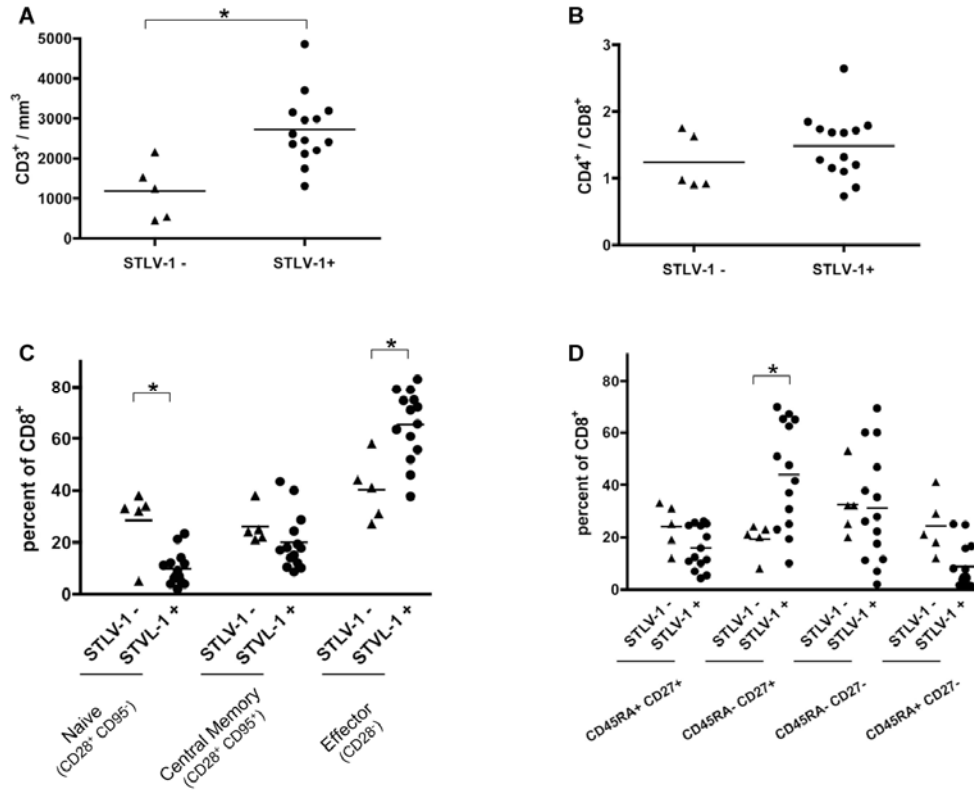 A
*
5000
4000
3000
2000
1000
0
CD3⁺ / mm³
STLV-1 - STLV-1+
B
3
2
1
0
CD4⁺ / CD8⁺
STLV-1 - STLV-1+
C
* *
80
60
40
20
0
percent of CD8⁺
STLV-1 - STVL-1 + STLV-1 - STVL-1 + STLV-1 - STVL-1 +
Naive
(CD28⁺ CD95⁻)
Central Memory
(CD28⁺ CD95⁺)
Effector
(CD28⁻)
D
*
80
60
40
20
0
percent of CD8⁺
STLV-1 - STLV-1 + STLV-1 - STLV-1 + STLV-1 - STLV-1 + STLV-1 - STLV-1 +
CD45RA+ CD27+
CD45RA- CD27+
CD45RA- CD27-
CD45RA+ CD27-